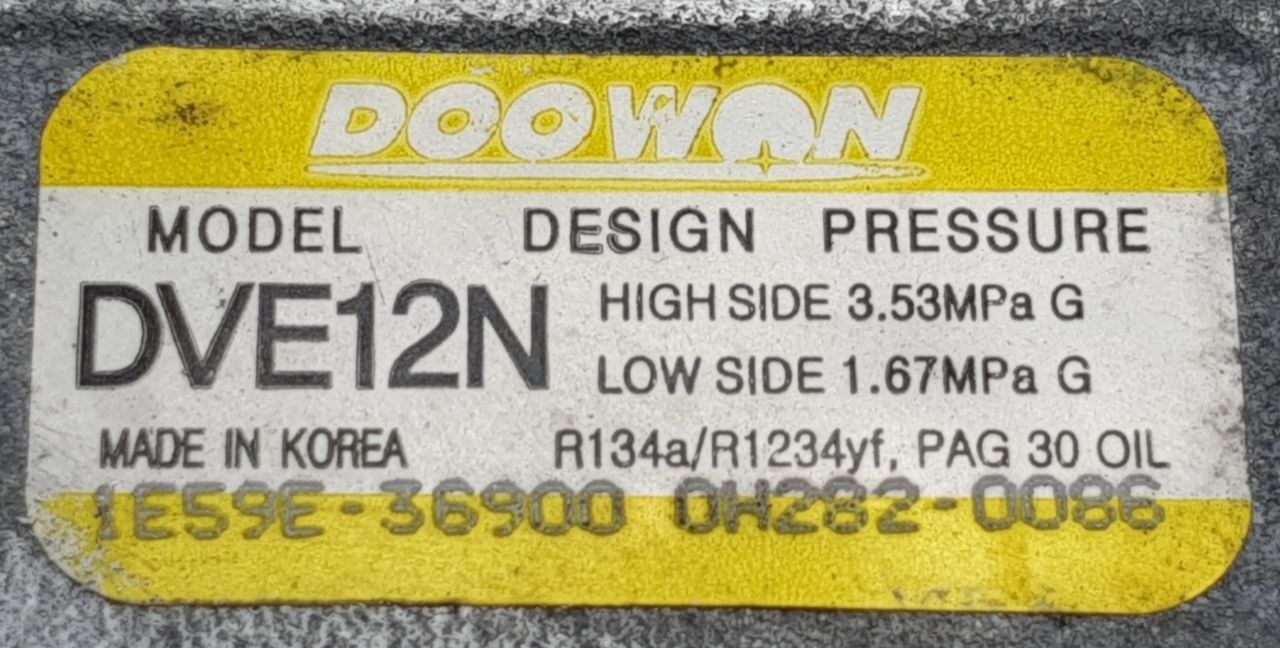 DOOWON
MODEL DESIGN PRESSURE
DVE12N HIGH SIDE 3.53MPa G
LOW SIDE 1.67MPa G
MADE IN KOREA R134a/R1234yf, PAG 30 OIL
1E59E-36900 0H282-0086